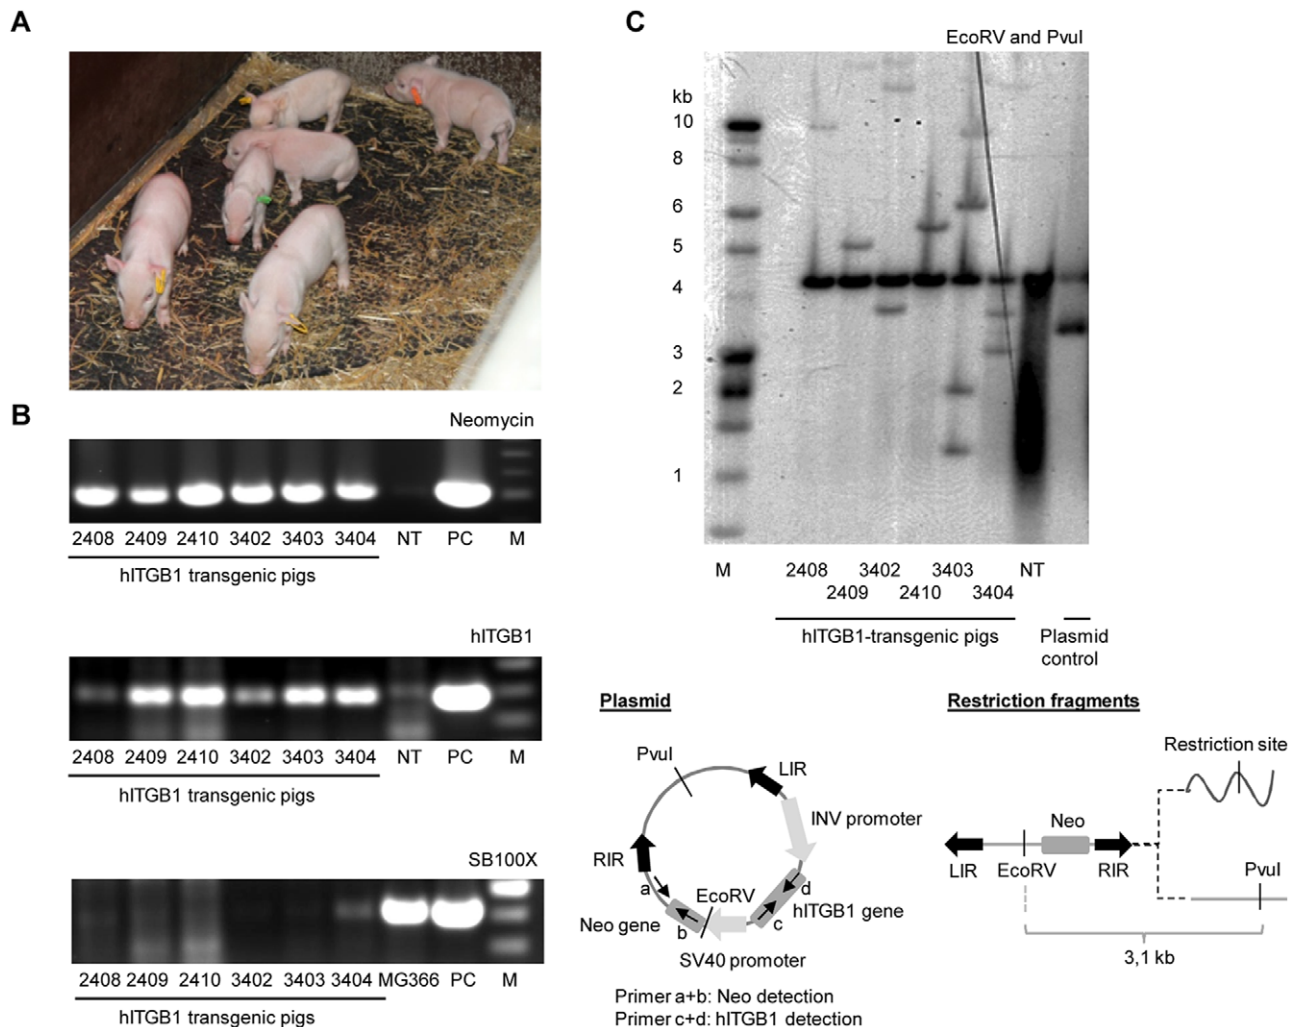 A
B
Neomycin
2408 2409 2410 3402 3403 3404 NT PC M
hITGB1 transgenic pigs
hITGB1
2408 2409 2410 3402 3403 3404 NT PC M
hITGB1 transgenic pigs
SB100X
2408 2409 2410 3402 3403 3404 MG366 PC M
hITGB1 transgenic pigs
C
EcoRV and PvuI
kb
10
8
6
5
4
3
2
1
M 2408 3402 3403 NT
2409 2410 3404
hITGB1-transgenic pigs
Plasmid
control
Plasmid
PvuI
LIR
INV promoter
RIR
a
EcoRV
d
hITGB1 gene
Neo gene
b
c
SV40 promoter
Primer a+b: Neo detection
Primer c+d: hITGB1 detection
Restriction fragments
Restriction site
Neo
LIR EcoRV RIR
PvuI
3,1 kb